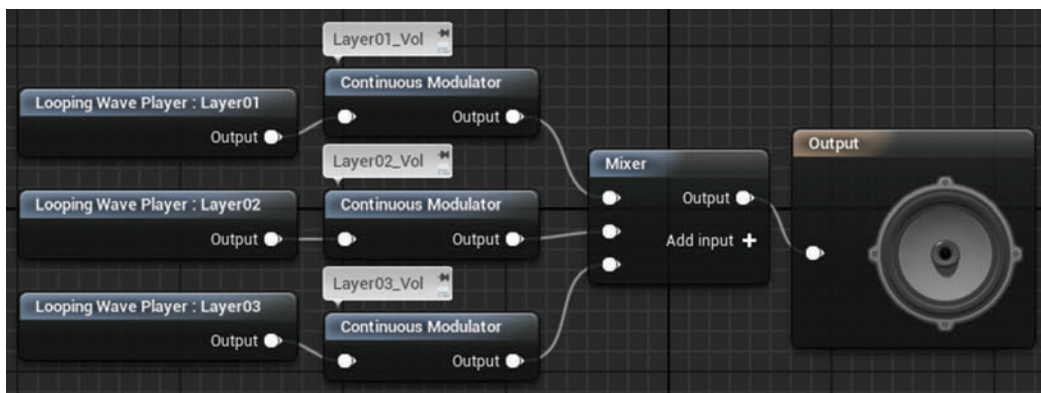 Layer01_Vol
Looping Wave Player : Layer01
Output
Continuous Modulator
Output
Layer02_Vol
Looping Wave Player : Layer02
Output
Continuous Modulator
Output
Layer03_Vol
Looping Wave Player : Layer03
Output
Continuous Modulator
Output
Mixer
Output
Add input
Output